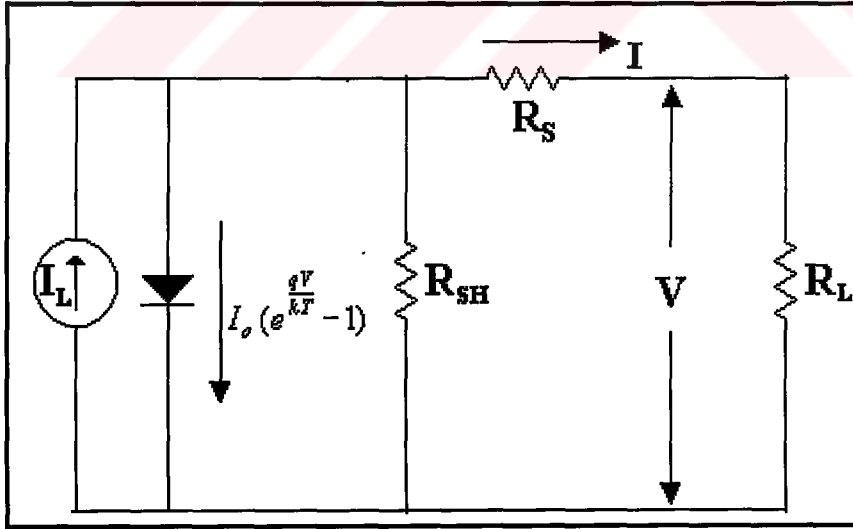 I
R_S
I_L
I_o (e^{qV/kT} - 1)
R_SH
V
R_L